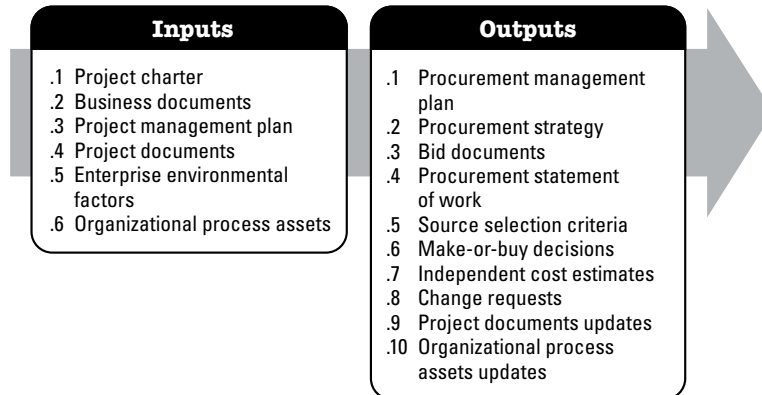 Inputs
.1 Project charter
.2 Business documents
.3 Project management plan
.4 Project documents
.5 Enterprise environmental
factors
.6 Organizational process assets
Outputs
.1 Procurement management
plan
.2 Procurement strategy
.3 Bid documents
.4 Procurement statement
of work
.5 Source selection criteria
.6 Make-or-buy decisions
.7 Independent cost estimates
.8 Change requests
.9 Project documents updates
.10 Organizational process
assets updates